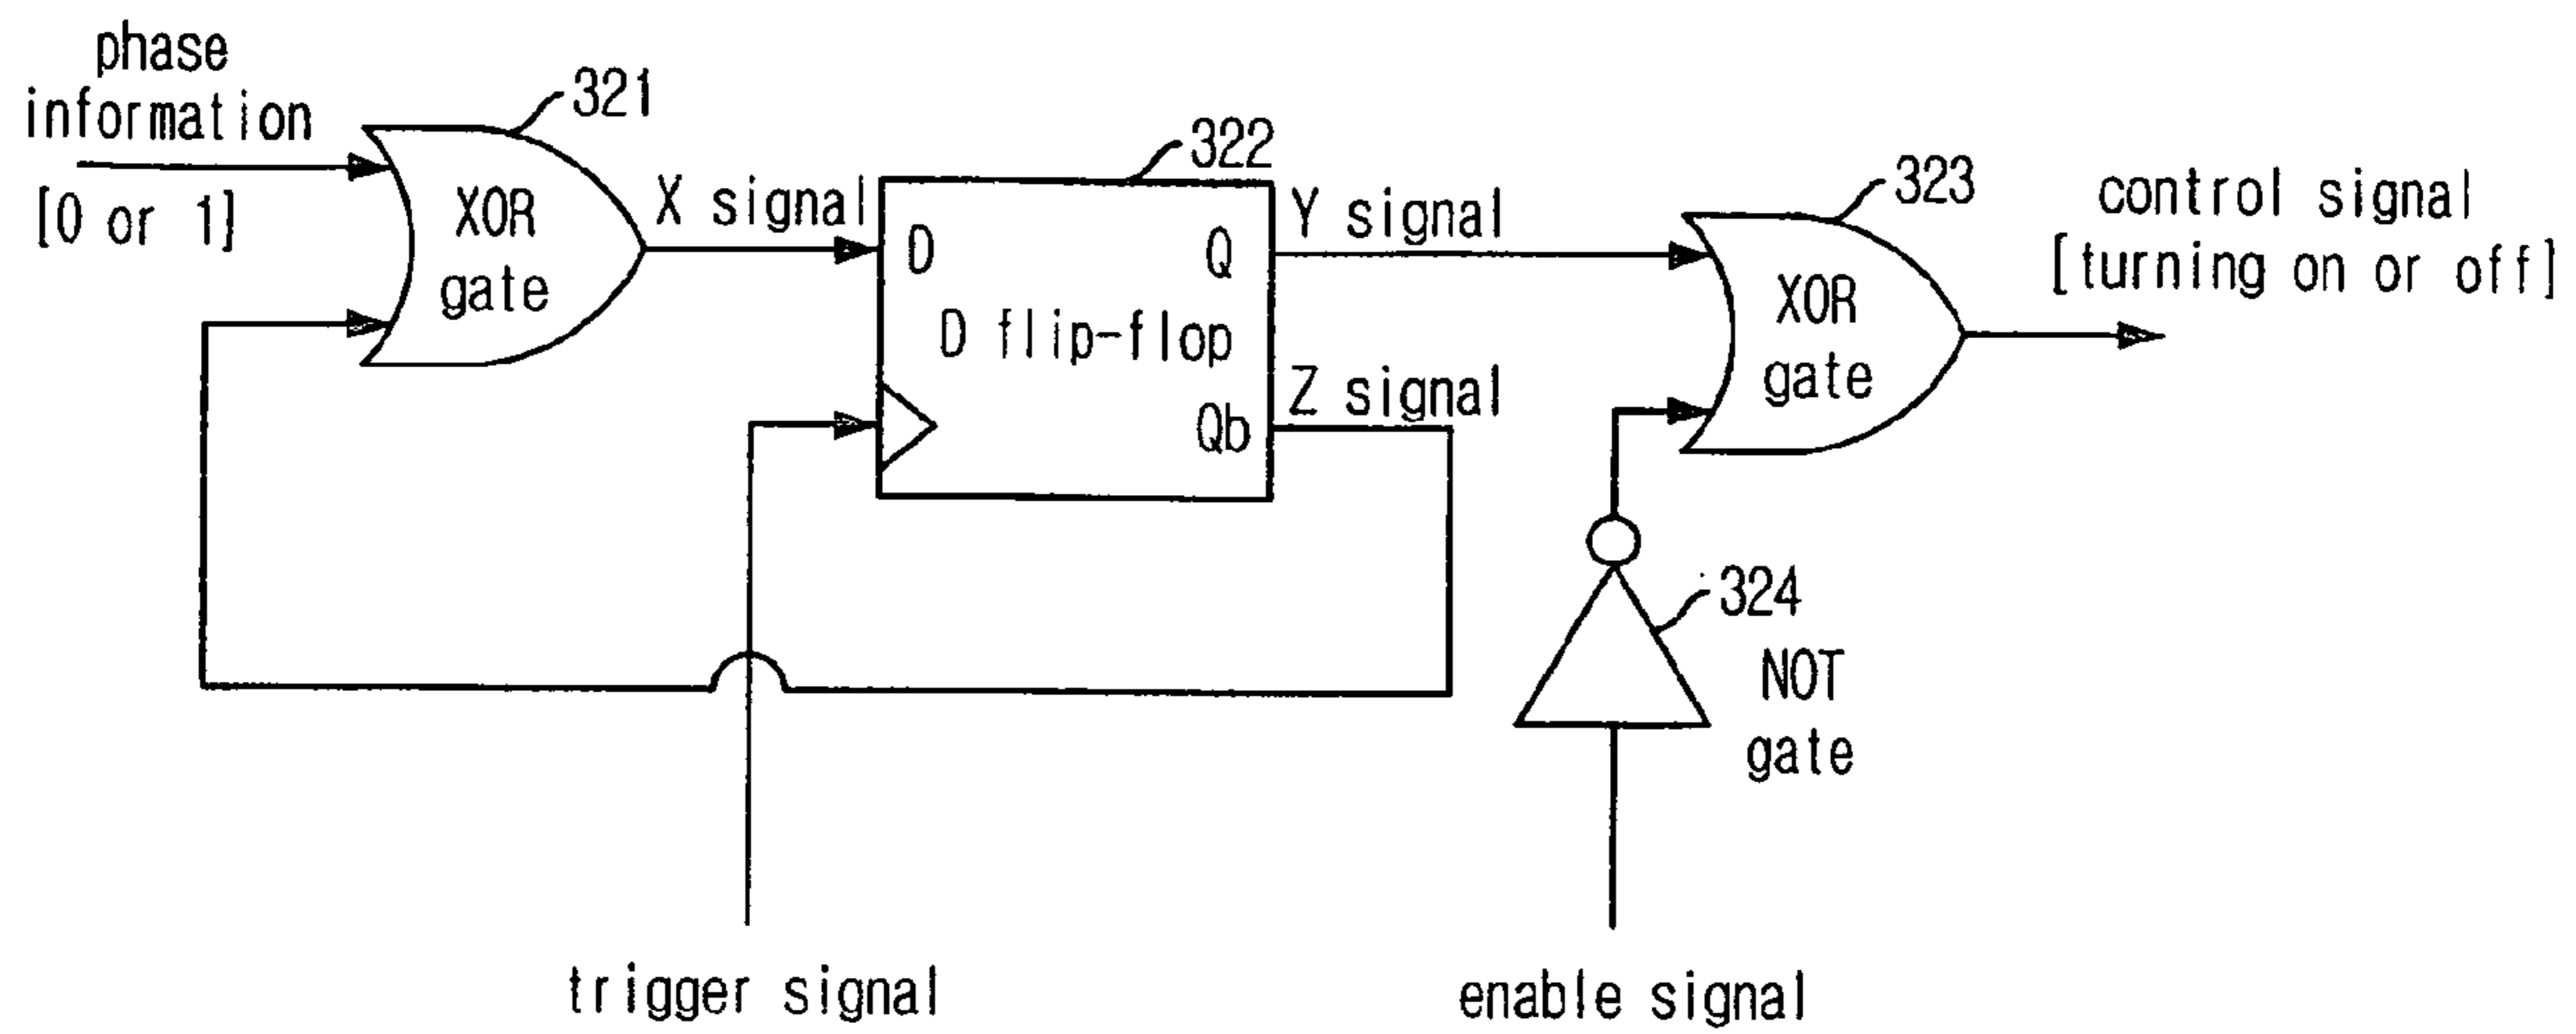 phase
information
[0 or 1]
321
XOR
gate
X signal
322
D
Q
D flip-flop
Qb
Y signal
Z signal
323
XOR
gate
control signal
[turning on or off]
324
NOT
gate
trigger signal
enable signal